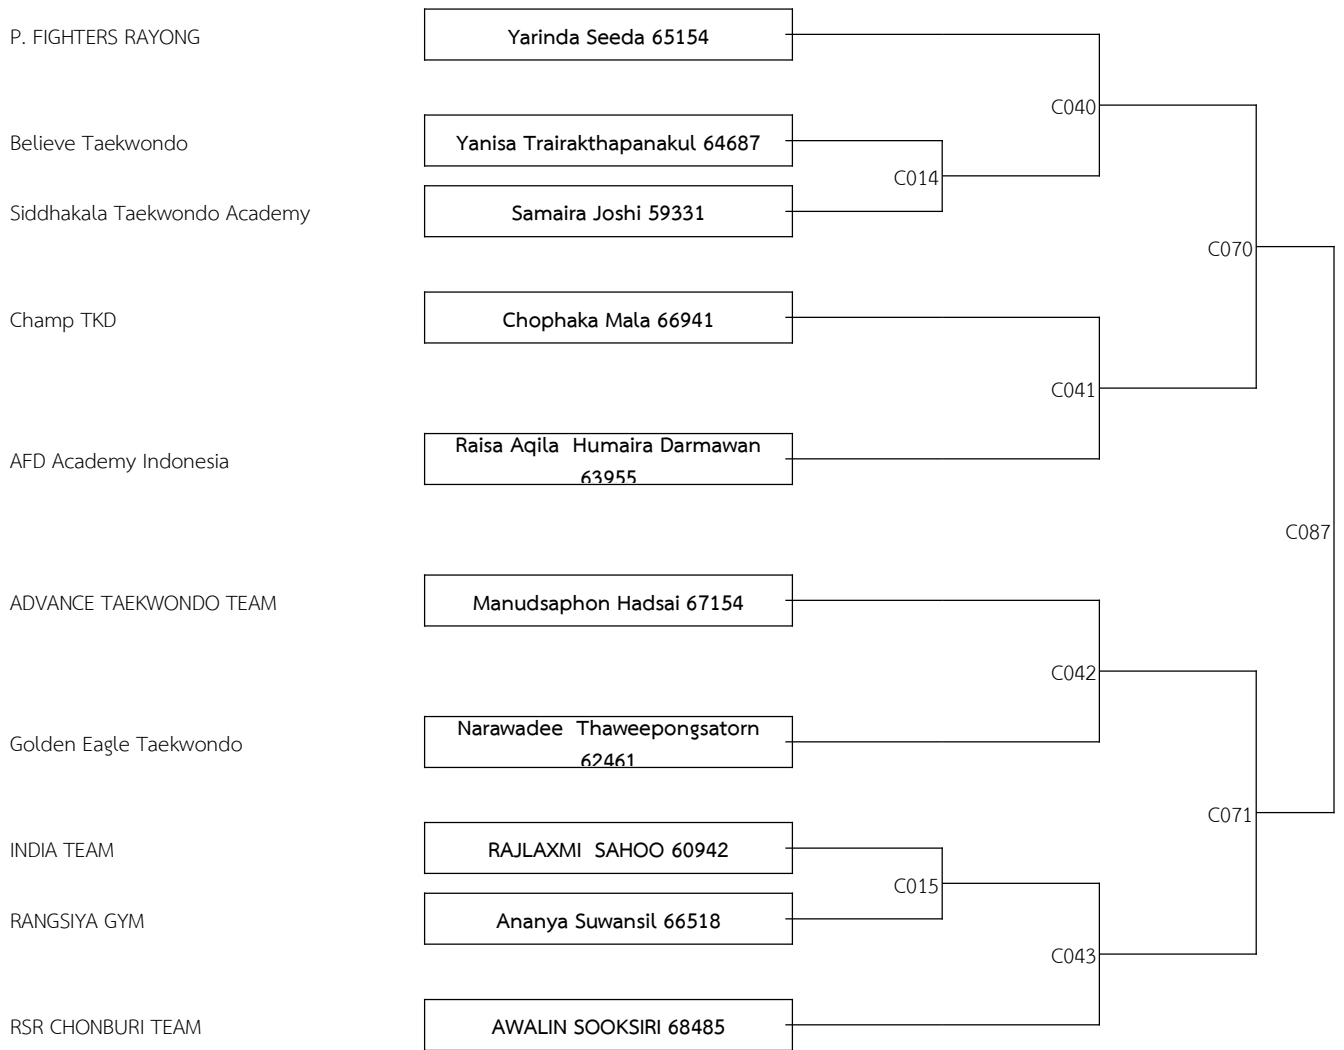 P. FIGHTERS RAYONG
Yarinda Seeda 65154
C040
Believe Taekwondo
Yanisa Trairakthapanakul 64687
C014
Siddhakala Taekwondo Academy
Samaira Joshi 59331
C070
Champ TKD
Chophaka Mala 66941
C041
AFD Academy Indonesia
Raisa Aqila  Humaira Darmawan
63955
C087
ADVANCE TAEKWONDO TEAM
Manudsaphon Hadsai 67154
C042
Golden Eagle Taekwondo
Narawadee  Thaweepongsatorn
62461
C071
INDIA TEAM
RAJLAXMI  SAHOO 60942
C015
RANGSIYA GYM
Ananya Suwansil 66518
C043
RSR CHONBURI TEAM
AWALIN SOOKSIRI 68485